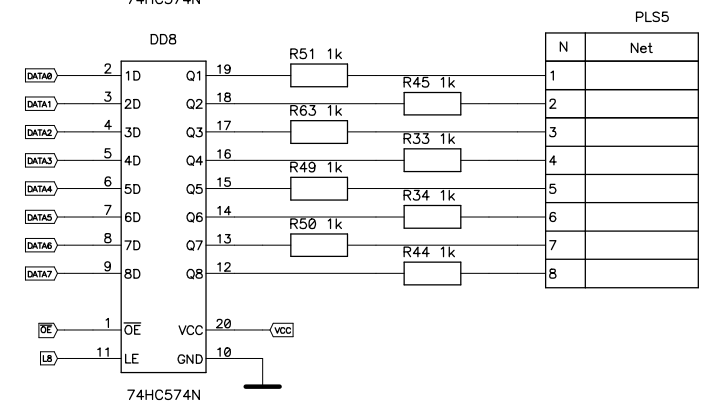 74HC574N
PLS5
DD8
N Net
R51 1k
DATA0 2 1D Q1 19 1
R45 1k
DATA1 3 2D Q2 18 2
R63 1k
DATA2 4 3D Q3 17 3
R33 1k
DATA3 5 4D Q4 16 4
R49 1k
DATA4 6 5D Q5 15 5
R34 1k
DATA5 7 6D Q6 14 6
R50 1k
DATA6 8 7D Q7 13 7
R44 1k
DATA7 9 8D Q8 12 8
OE 1 OE VCC 20 VCC
L8 11 LE GND 10
74HC574N